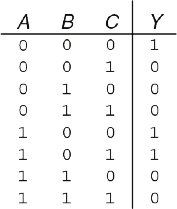 A B C Y
0 0 0 1
0 0 1 0
0 1 0 0
0 1 1 0
1 0 0 1
1 0 1 1
1 1 0 0
1 1 1 0